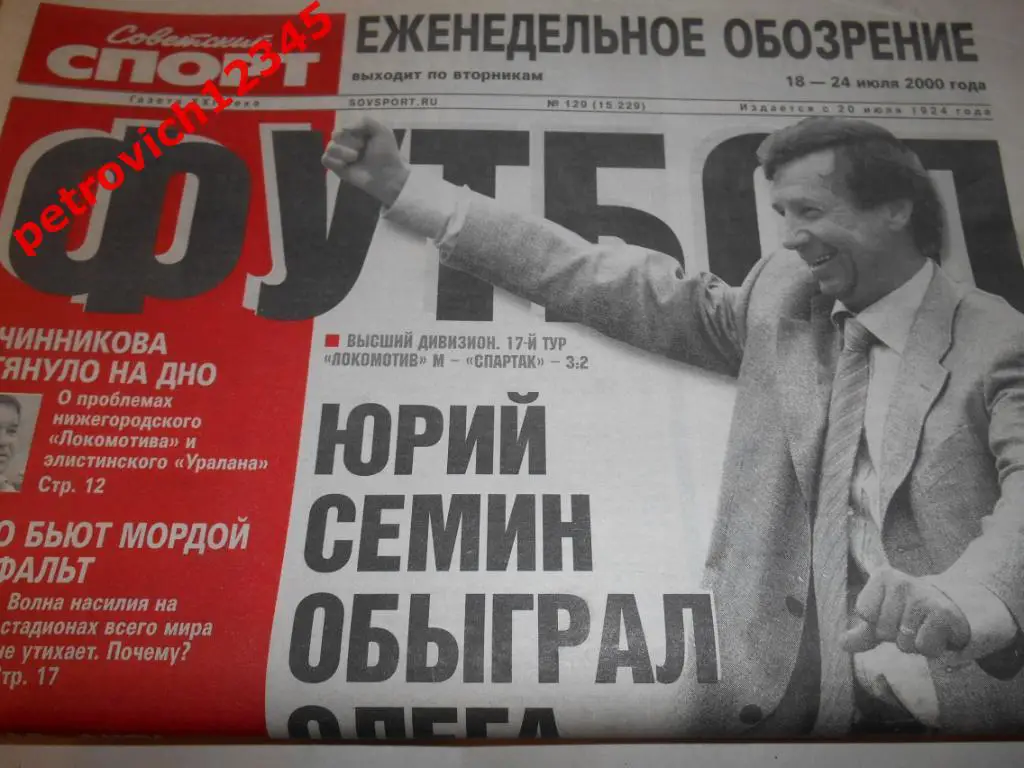 Советский
СПОРТ
ЕЖЕНЕДЕЛЬНОЕ ОБОЗРЕНИЕ
выходит по вторникам
18 — 24 июля 2000 года
SOVSPORT.RU
№ 129 (15 229)
Издается с 20 июля 1924 года
petrovich12345
ФУТБОЛ
ЧИННИКОВА
ТЯНУЛО НА ДНО
О проблемах
нижегородского
«Локомотива» и
элистинского «Уралана»
Стр. 12
О БЬЮТ МОРДОЙ
ФАЛЬТ
Волна насилия на
стадионах всего мира
не утихает. Почему?
Стр. 17
ВЫСШИЙ ДИВИЗИОН. 17-Й ТУР
«ЛОКОМОТИВ» М — «СПАРТАК» — 3:2
ЮРИЙ
СЕМИН
ОБЫГРАЛ
ОЛЕГА